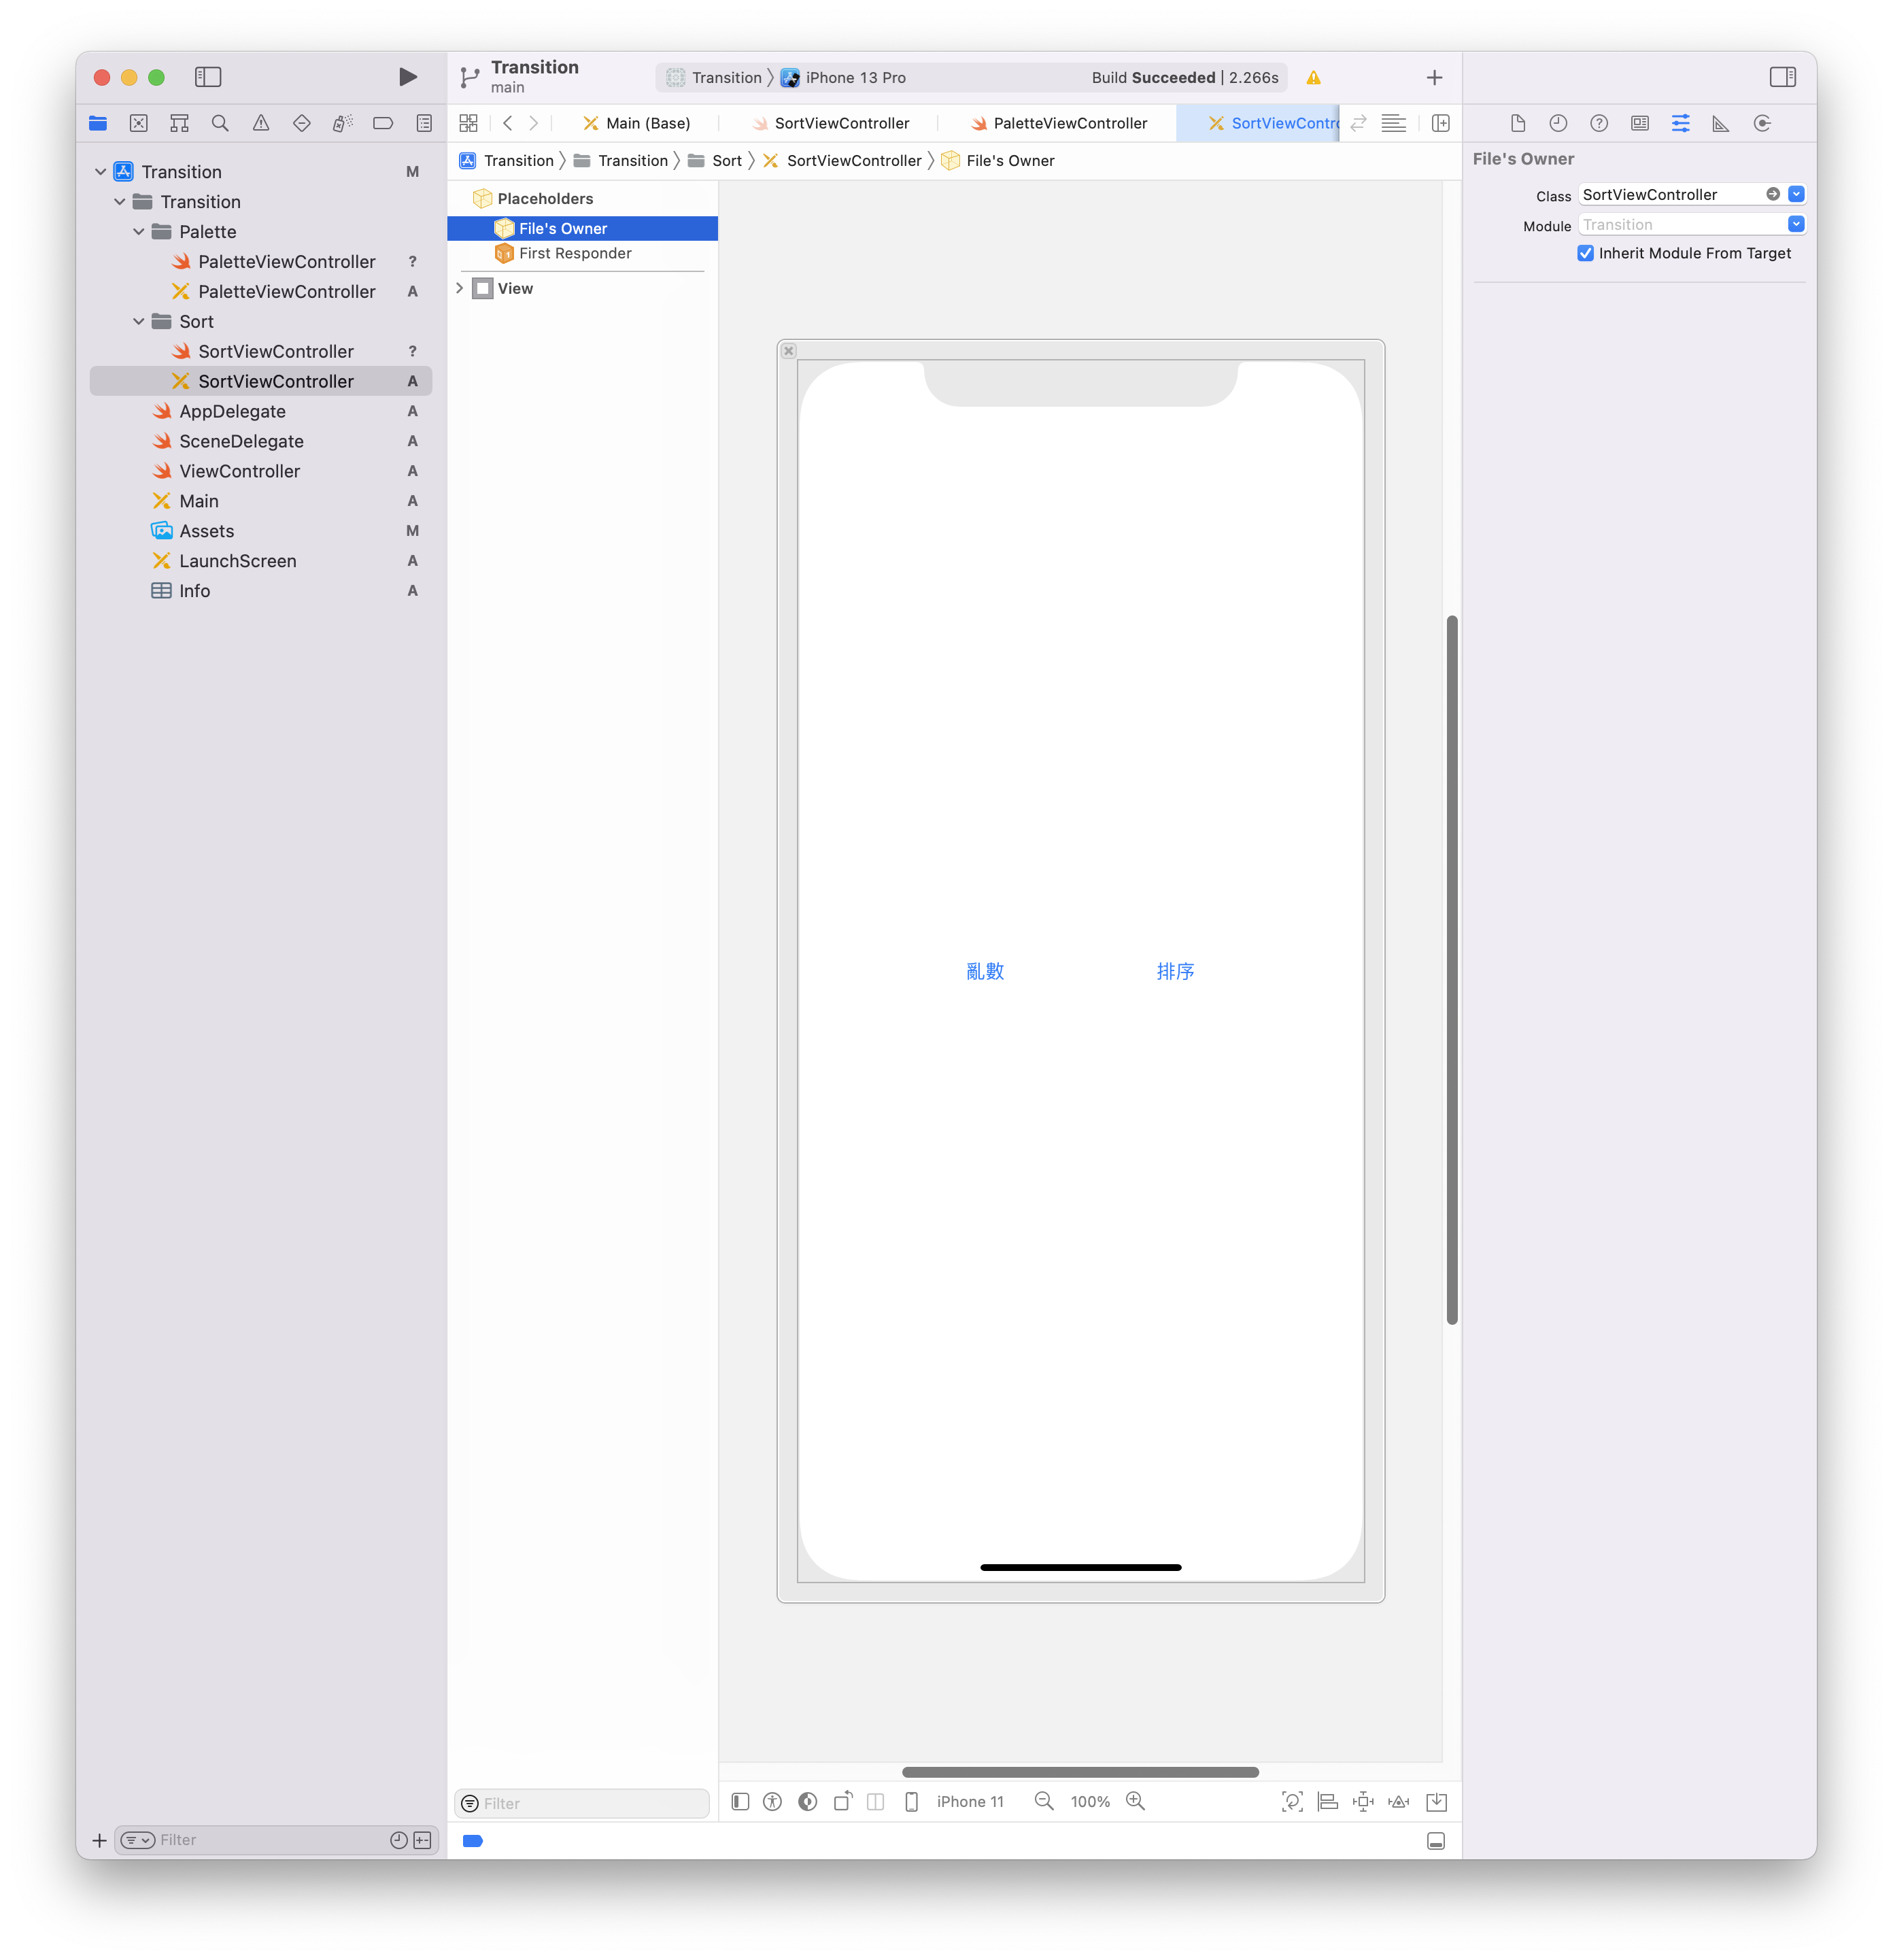 Transition
main
Transition
iPhone 13 Pro
Build Succeeded | 2.266s
Main (Base)
SortViewController
PaletteViewController
SortViewContro
Transition
Transition
Sort
SortViewController
File's Owner
Transition M
Transition
Palette
PaletteViewController ?
PaletteViewController A
Sort
SortViewController ?
SortViewController A
AppDelegate A
SceneDelegate A
ViewController A
Main A
Assets M
LaunchScreen A
Info A
Filter
Placeholders
File's Owner
First Responder
View
Filter
亂數
排序
iPhone 11
100%
File's Owner
Class SortViewController
Module Transition
Inherit Module From Target